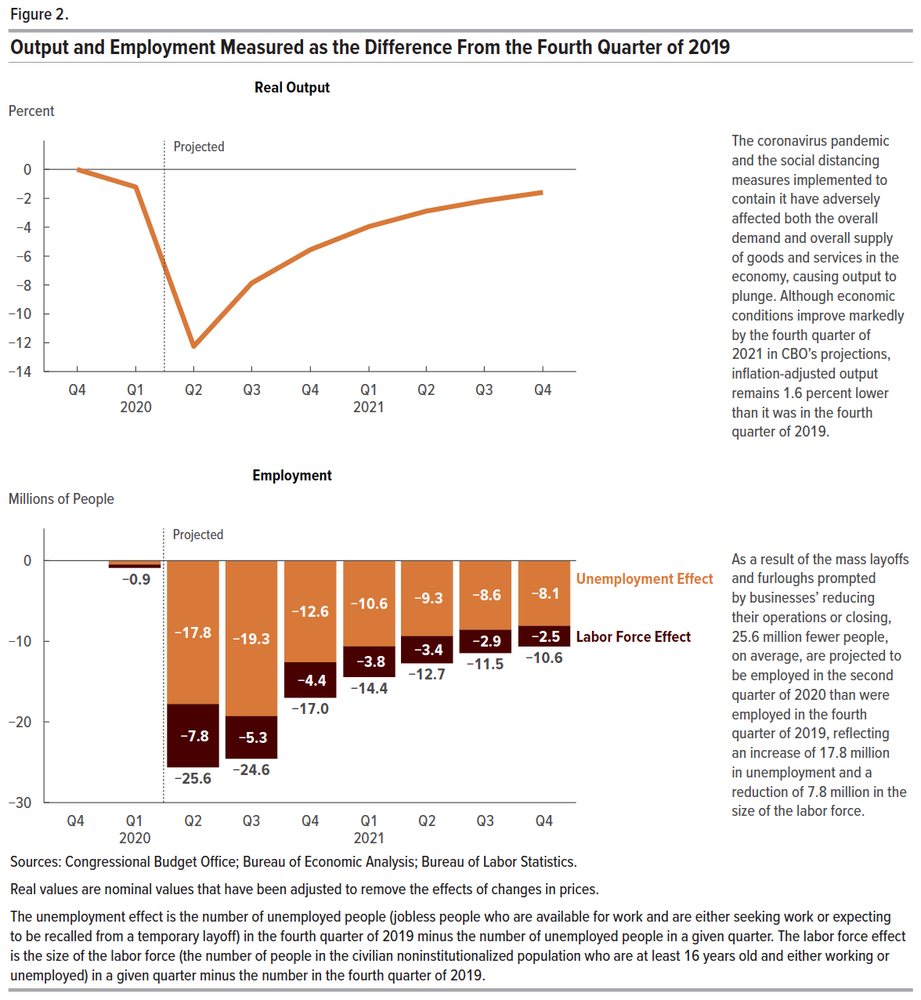 Figure 2.
Output and Employment Measured as the Difference From the Fourth Quarter of 2019
Real Output
Percent
Projected
0
−2
−4
−6
−8
−10
−12
−14
Q4 Q1 Q2 Q3 Q4 Q1 Q2 Q3 Q4
2020 2021
The coronavirus pandemic
and the social distancing
measures implemented to
contain it have adversely
affected both the overall
demand and overall supply
of goods and services in the
economy, causing output to
plunge. Although economic
conditions improve markedly
by the fourth quarter of
2021 in CBO’s projections,
inflation-adjusted output
remains 1.6 percent lower
than it was in the fourth
quarter of 2019.
Employment
Millions of People
Projected
0
−10
−20
−30
−0.9
−17.8
−7.8
−25.6
−19.3
−5.3
−24.6
−12.6
−4.4
−17.0
−10.6
−3.8
−14.4
−9.3
−3.4
−12.7
−8.6
−2.9
−11.5
−8.1
−2.5
−10.6
Unemployment Effect
Labor Force Effect
Q4 Q1 Q2 Q3 Q4 Q1 Q2 Q3 Q4
2020 2021
As a result of the mass layoffs
and furloughs prompted
by businesses’ reducing
their operations or closing,
25.6 million fewer people,
on average, are projected to
be employed in the second
quarter of 2020 than were
employed in the fourth
quarter of 2019, reflecting
an increase of 17.8 million
in unemployment and a
reduction of 7.8 million in the
size of the labor force.
Sources: Congressional Budget Office; Bureau of Economic Analysis; Bureau of Labor Statistics.
Real values are nominal values that have been adjusted to remove the effects of changes in prices.
The unemployment effect is the number of unemployed people (jobless people who are available for work and are either seeking work or expecting
to be recalled from a temporary layoff) in the fourth quarter of 2019 minus the number of unemployed people in a given quarter. The labor force effect
is the size of the labor force (the number of people in the civilian noninstitutionalized population who are at least 16 years old and either working or
unemployed) in a given quarter minus the number in the fourth quarter of 2019.